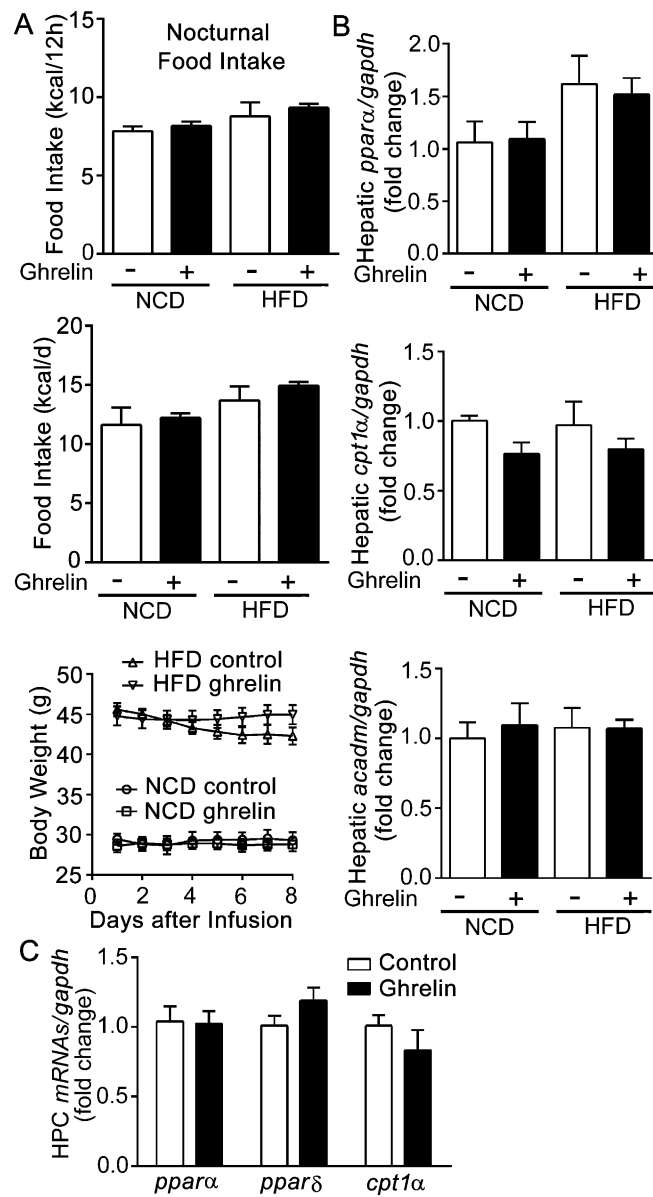 A
Nocturnal
Food Intake
Food Intake (kcal/12h)
15
10
5
0
Ghrelin - + - +
NCD HFD
Food Intake (kcal/d)
20
15
10
5
0
Ghrelin - + - +
NCD HFD
HFD control
HFD ghrelin
NCD control
NCD ghrelin
Body Weight (g)
50
45
40
35
30
25
0 2 4 6 8
Days after Infusion
B
Hepatic pparα/gapdh
(fold change)
2.0
1.5
1.0
0.5
0.0
Ghrelin - + - +
NCD HFD
Hepatic cpt1α/gapdh
(fold change)
1.5
1.0
0.5
0.0
Ghrelin - + - +
NCD HFD
Hepatic acadm/gapdh
(fold change)
1.5
1.0
0.5
0.0
Ghrelin - + - +
NCD HFD
C
HPC mRNAs/gapdh
(fold change)
1.5
1.0
0.5
0.0
Control
Ghrelin
pparα pparδ cpt1α